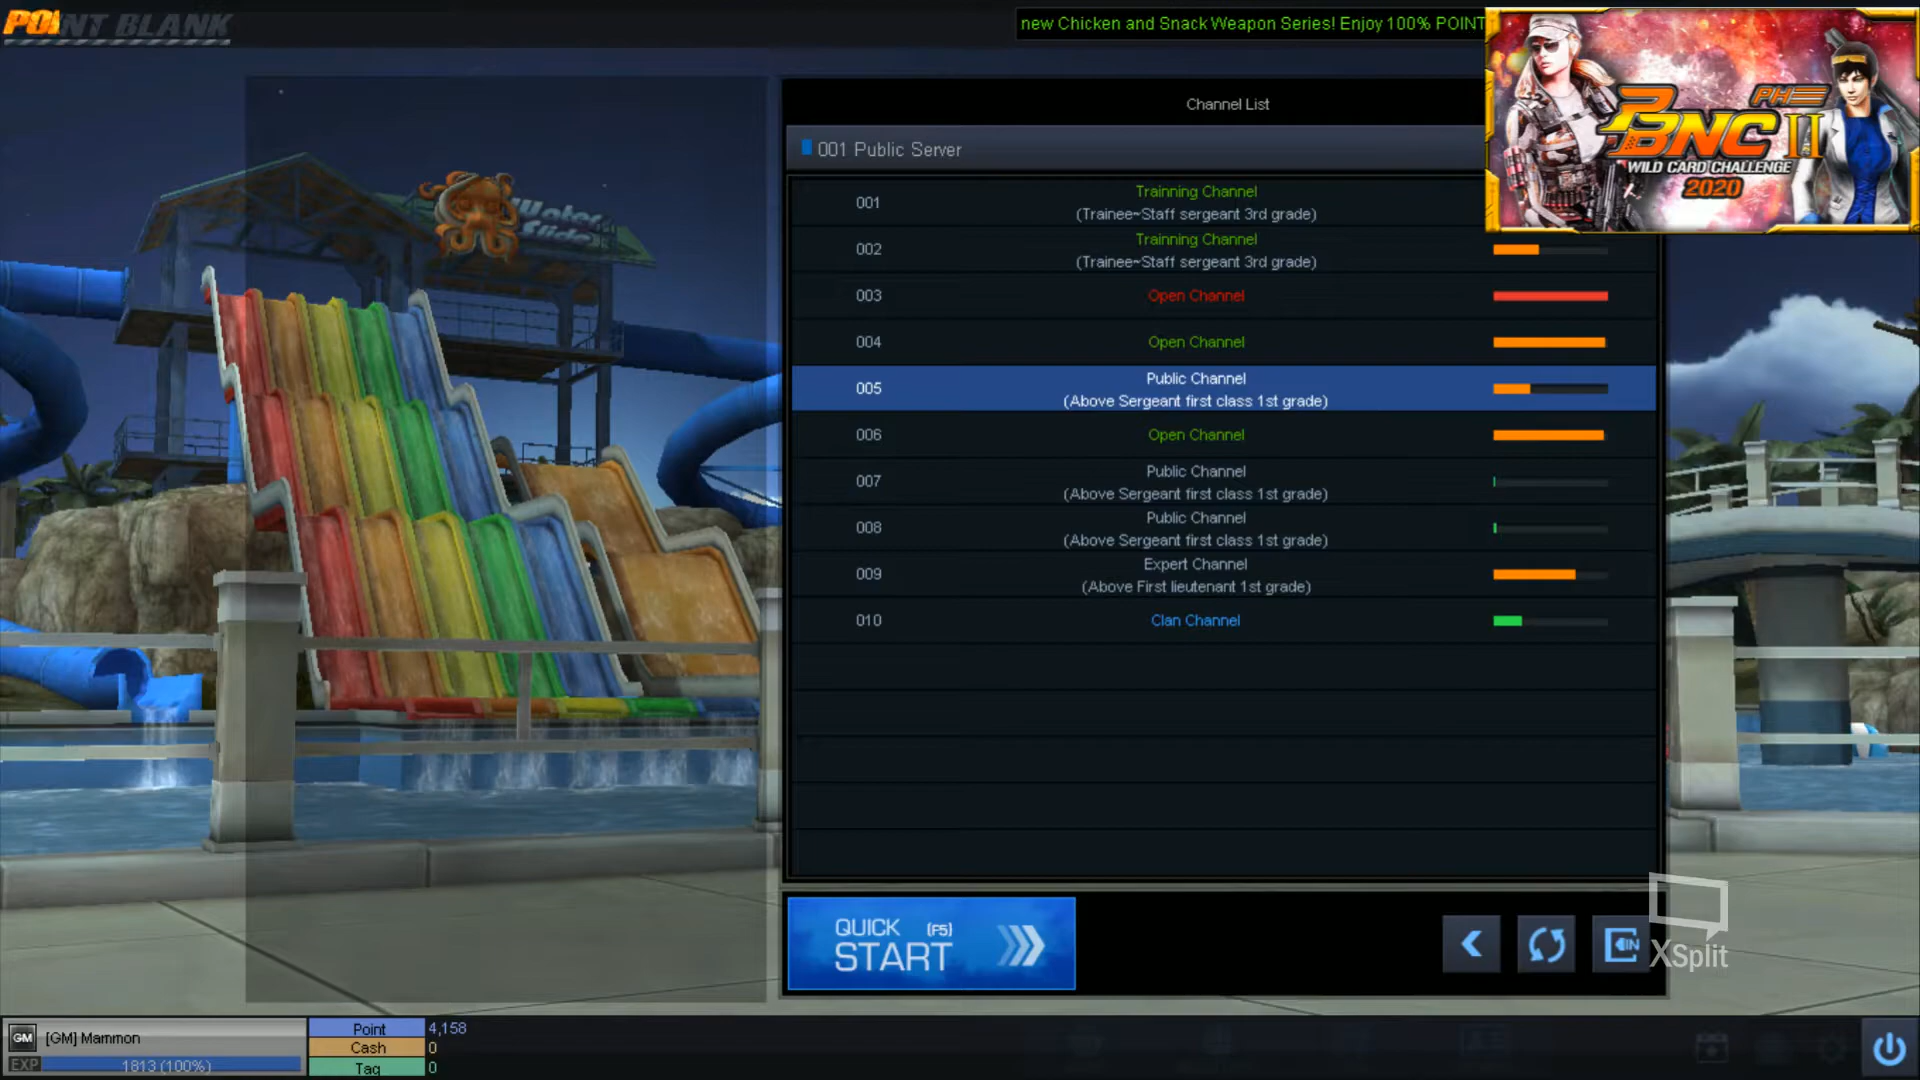 POINT BLANK
new Chicken and Snack Weapon Series! Enjoy 100% POINT
PBNC II PH
WILD CARD CHALLENGE
2020
Channel List
001 Public Server
001 Trainning Channel
(Trainee~Staff sergeant 3rd grade)
002 Trainning Channel
(Trainee~Staff sergeant 3rd grade)
003 Open Channel
004 Open Channel
005 Public Channel
(Above Sergeant first class 1st grade)
006 Open Channel
007 Public Channel
(Above Sergeant first class 1st grade)
008 Public Channel
(Above Sergeant first class 1st grade)
009 Expert Channel
(Above First lieutenant 1st grade)
010 Clan Channel
Water
Slide
QUICK (F5)
START
IN
XSplit
GM [GM] Mammon
EXP 1813 (100%)
Point 4,158
Cash 0
Tag 0